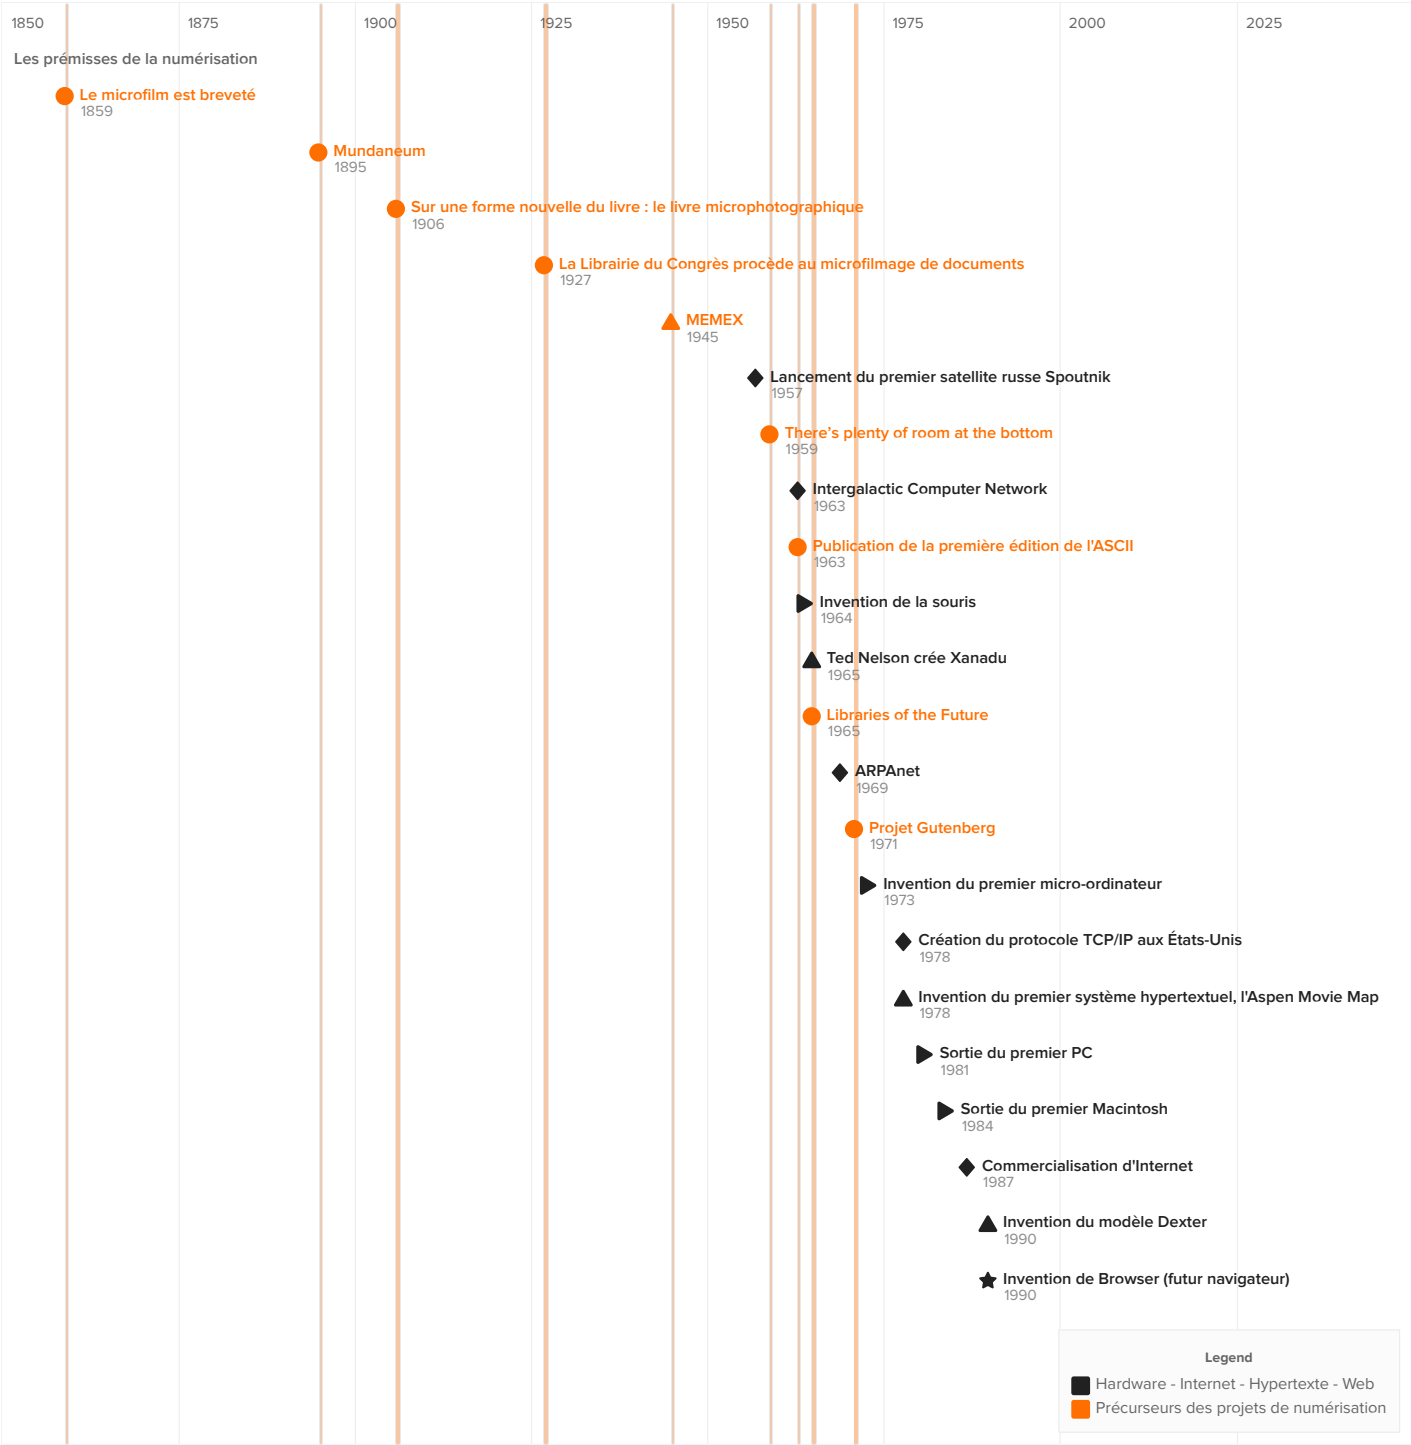 1850 1875 1900 1925 1950 1975 2000 2025
Les prémisses de la numérisation
Le microfilm est breveté
1859
Mundaneum
1895
Sur une forme nouvelle du livre : le livre microphotographique
1906
La Librairie du Congrès procède au microfilmage de documents
1927
MEMEX
1945
Lancement du premier satellite russe Spoutnik
1957
There’s plenty of room at the bottom
1959
Intergalactic Computer Network
1963
Publication de la première édition de l'ASCII
1963
Invention de la souris
1964
Ted Nelson crée Xanadu
1965
Libraries of the Future
1965
ARPAnet
1969
Projet Gutenberg
1971
Invention du premier micro-ordinateur
1973
Création du protocole TCP/IP aux États-Unis
1978
Invention du premier système hypertextuel, l'Aspen Movie Map
1978
Sortie du premier PC
1981
Sortie du premier Macintosh
1984
Commercialisation d'Internet
1987
Invention du modèle Dexter
1990
Invention de Browser (futur navigateur)
1990
Legend
Hardware - Internet - Hypertexte - Web
Précurseurs des projets de numérisation